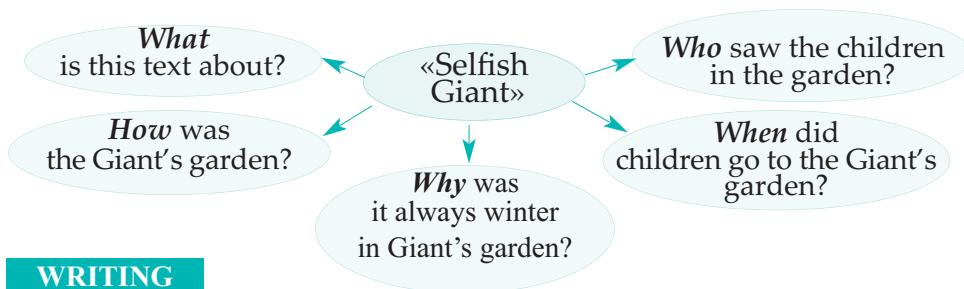 What
is this text about?
«Selfish
Giant»
Who saw the children
in the garden?
How was
the Giant's garden?
When did
children go to the Giant's
garden?
Why was
it always winter
in Giant's garden?
WRITING